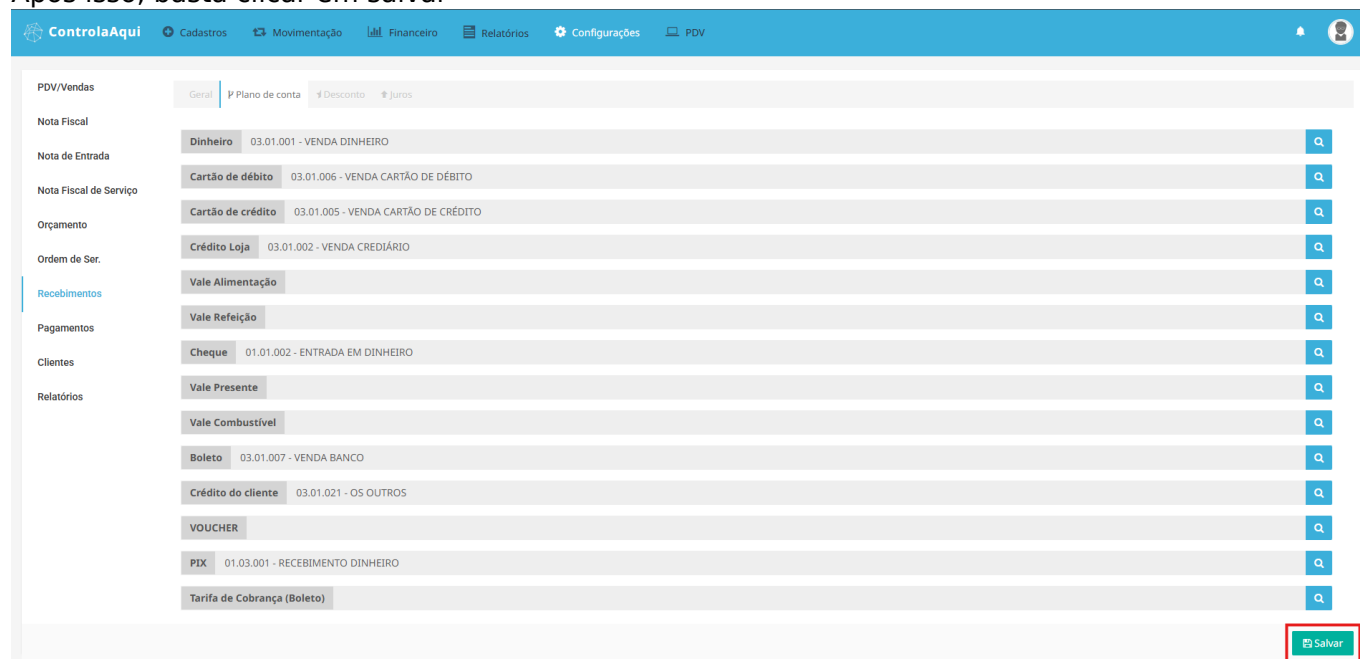 Após isso, basta clicar em salvar
ControlaAqui Cadastros Movimentação Financeiro Relatórios Configurações PDV
PDV/Vendas
Nota Fiscal
Nota de Entrada
Nota Fiscal de Serviço
Orçamento
Ordem de Ser.
Recebimentos
Pagamentos
Clientes
Relatórios
Geral Plano de conta Desconto Juros
Dinheiro 03.01.001 - VENDA DINHEIRO
Cartão de débito 03.01.006 - VENDA CARTÃO DE DÉBITO
Cartão de crédito 03.01.005 - VENDA CARTÃO DE CRÉDITO
Crédito Loja 03.01.002 - VENDA CREDIÁRIO
Vale Alimentação
Vale Refeição
Cheque 01.01.002 - ENTRADA EM DINHEIRO
Vale Presente
Vale Combustível
Boleto 03.01.007 - VENDA BANCO
Crédito do cliente 03.01.021 - OS OUTROS
VOUCHER
PIX 01.03.001 - RECEBIMENTO DINHEIRO
Tarifa de Cobrança (Boleto)
Salvar